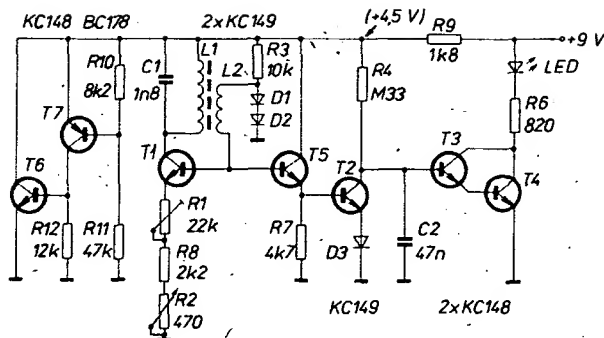 KC148 BC178 2xKC149 (+4,5 V) R9 +9 V
1k8
R10
8k2
C1
1n8
L1
L2
R3
10k
R4
M33
LED
R6
820
D1
D2
T7
T6
T1
T5
T2
T3
T4
R12
12k
R11
47k
R1
22k
R8
2k2
R2
470
R7
4k7
D3
C2
47n
KC149 2xKC148